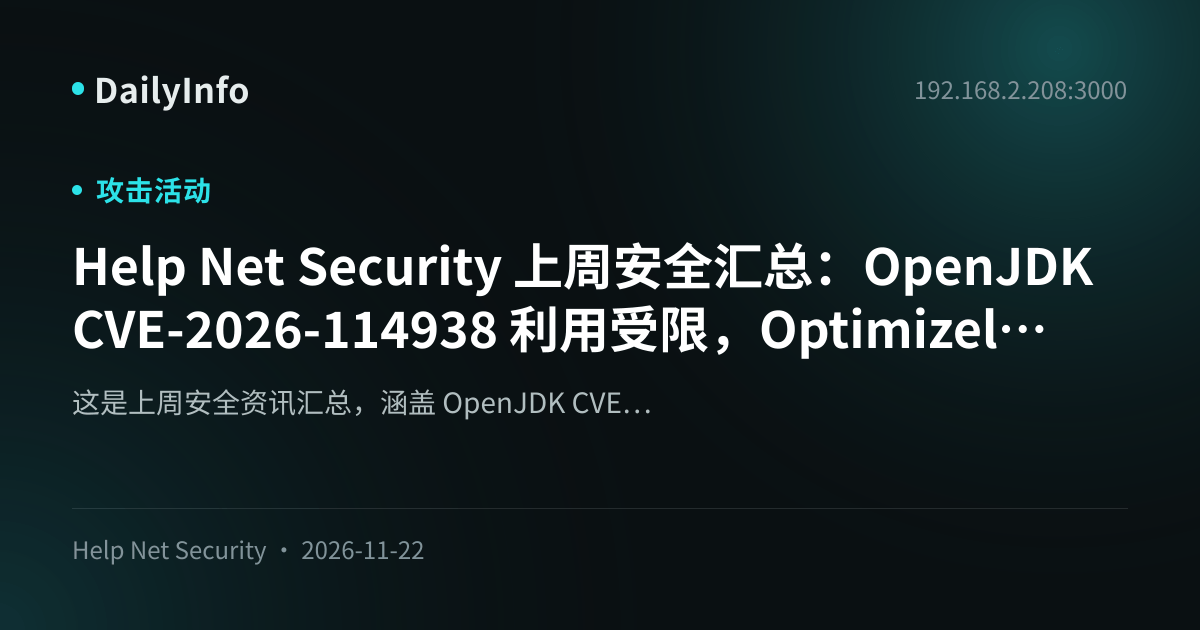 DailyInfo
192.168.2.208:3000
攻击活动
Help Net Security 上周安全汇总：OpenJDK
CVE-2026-114938 利用受限，Optimizel…
这是上周安全资讯汇总，涵盖 OpenJDK CVE…
Help Net Security · 2026-11-22